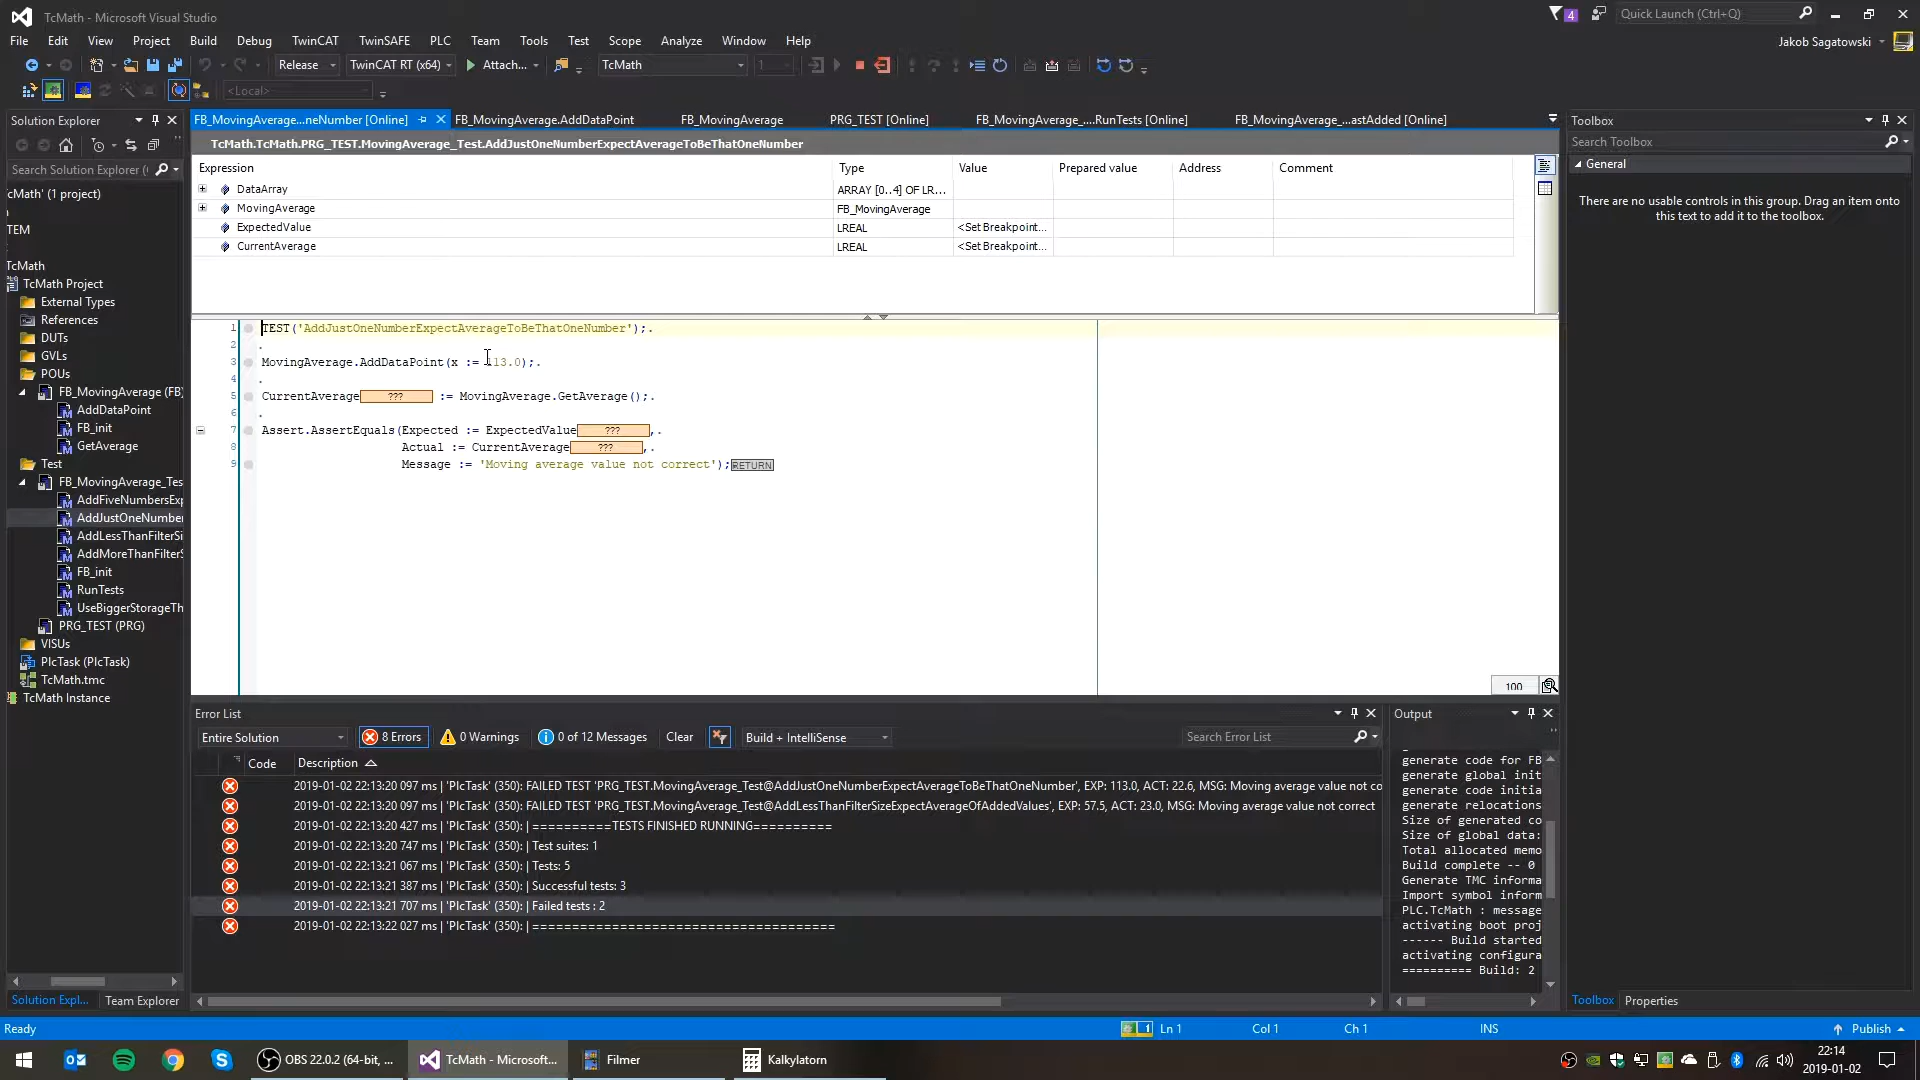 TcMath - Microsoft Visual Studio
4
Quick Launch (Ctrl+Q)
File Edit View Project Build Debug TwinCAT TwinSAFE PLC Team Tools Test Scope Analyze Window Help
Jakob Sagatowski
Release TwinCAT RT (x64) Attach... TcMath 1
<Local>
Solution Explorer
Search Solution Explorer (
cMath' (1 project)
TEM
TcMath
TcMath Project
External Types
References
DUTs
GVLs
POUs
FB_MovingAverage (FB)
AddDataPoint
FB_init
GetAverage
Test
FB_MovingAverage_Tes
AddFiveNumbersExp
AddJustOneNumber
AddLessThanFilterSi
AddMoreThanFilterS
FB_init
RunTests
UseBiggerStorageTh
PRG_TEST (PRG)
VISUs
PlcTask (PlcTask)
TcMath.tmc
TcMath Instance
Solution Expl... Team Explorer
FB_MovingAverage...neNumber [Online] FB_MovingAverage.AddDataPoint FB_MovingAverage PRG_TEST [Online] FB_MovingAverage_....RunTests [Online] FB_MovingAverage_...astAdded [Online]
TcMath.TcMath.PRG_TEST.MovingAverage_Test.AddJustOneNumberExpectAverageToBeThatOneNumber
Expression Type Value Prepared value Address Comment
DataArray ARRAY [0..4] OF LR...
MovingAverage FB_MovingAverage
ExpectedValue LREAL <Set Breakpoint...
CurrentAverage LREAL <Set Breakpoint...
1 TEST('AddJustOneNumberExpectAverageToBeThatOneNumber');.
2 .
3 MovingAverage.AddDataPoint(x := 113.0);.
4 .
5 CurrentAverage ??? := MovingAverage.GetAverage();.
6 .
7 Assert.AssertEquals(Expected := ExpectedValue ??? ,.
8 Actual := CurrentAverage ??? ,.
9 Message := 'Moving average value not correct');RETURN
100
Toolbox
Search Toolbox
General
There are no usable controls in this group. Drag an item onto
this text to add it to the toolbox.
Toolbox Properties
Error List
Entire Solution 8 Errors 0 Warnings 0 of 12 Messages Clear Build + IntelliSense Search Error List
Code Description
2019-01-02 22:13:20 097 ms | 'PlcTask' (350): FAILED TEST 'PRG_TEST.MovingAverage_Test@AddJustOneNumberExpectAverageToBeThatOneNumber', EXP: 113.0, ACT: 22.6, MSG: Moving average value not co
2019-01-02 22:13:20 097 ms | 'PlcTask' (350): FAILED TEST 'PRG_TEST.MovingAverage_Test@AddLessThanFilterSizeExpectAverageOfAddedValues', EXP: 57.5, ACT: 23.0, MSG: Moving average value not correct
2019-01-02 22:13:20 427 ms | 'PlcTask' (350): | ==========TESTS FINISHED RUNNING==========
2019-01-02 22:13:20 747 ms | 'PlcTask' (350): | Test suites: 1
2019-01-02 22:13:21 067 ms | 'PlcTask' (350): | Tests: 5
2019-01-02 22:13:21 387 ms | 'PlcTask' (350): | Successful tests: 3
2019-01-02 22:13:21 707 ms | 'PlcTask' (350): | Failed tests : 2
2019-01-02 22:13:22 027 ms | 'PlcTask' (350): | ======================================
Output
generate code for FB
generate global init
generate code initia
generate relocations
Size of generated co
Size of global data:
Total allocated memo
Build complete -- 0
Generate TMC informa
Import symbol inform
PLC.TcMath : message
activating boot proj
------ Build started
activating configura
========== Build: 2
Ready 1 Ln 1 Col 1 Ch 1 INS Publish
OBS 22.0.2 (64-bit, ... TcMath - Microsoft... Filmer Kalkylatorn
22:14
2019-01-02